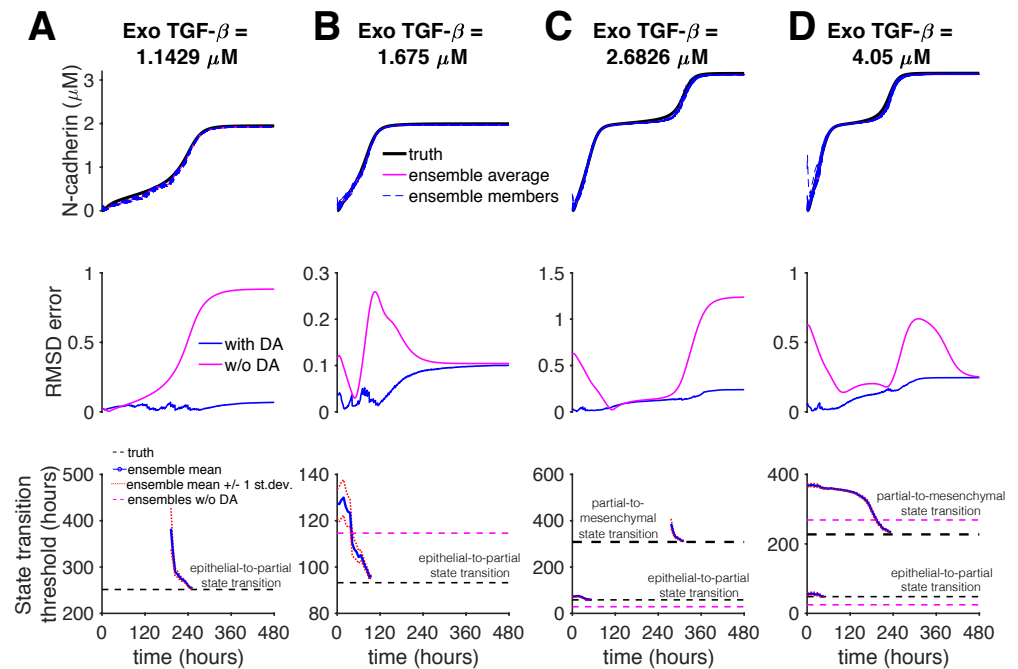 A
Exo TGF-β =
1.1429 μM
B
Exo TGF-β =
1.675 μM
C
Exo TGF-β =
2.6826 μM
D
Exo TGF-β =
4.05 μM
N-cadherin (μM)
3
2
1
0
truth
ensemble average
ensemble members
RMSD error
1
0.5
0
with DA
w/o DA
0.3
0.2
0.1
0
1.5
1
0.5
0
1
0.5
0
State transition
threshold (hours)
500
400
300
200
truth
ensemble mean
ensemble mean +/- 1 st.dev.
ensembles w/o DA
epithelial-to-partial
state transition
0 120 240 360 480
time (hours)
140
120
100
80
epithelial-to-partial
state transition
0 120 240 360 480
time (hours)
600
400
200
0
partial-to-
mesenchymal
state transition
epithelial-to-partial
state transition
0 120 240 360 480
time (hours)
400
200
0
partial-to-mesenchymal
state transition
epithelial-to-partial
state transition
0 120 240 360 480
time (hours)